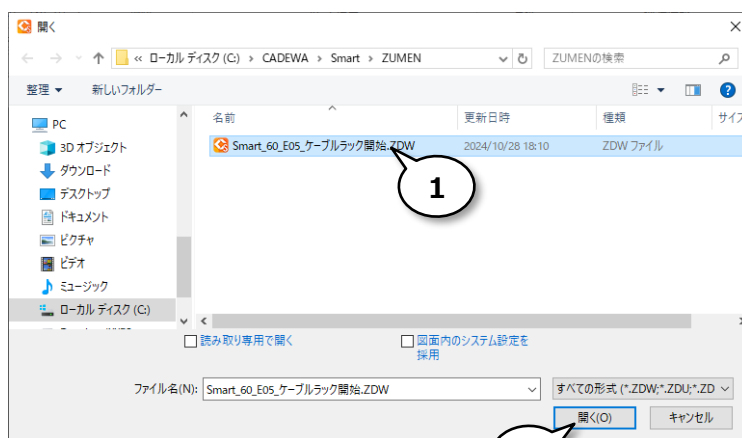 開く
« ローカル ディスク (C:) > CADEWA > Smart > ZUMEN
ZUMENの検索
整理
新しいフォルダー
名前
更新日時
種類
サイズ
PC
3D オブジェクト
ダウンロード
デスクトップ
ドキュメント
ピクチャ
ビデオ
ミュージック
ローカル ディスク (C:)
Smart_60_E05_ケーブルラック開始.ZDW
2024/10/28 18:10
ZDW ファイル
1
読み取り専用で開く
図面内のシステム設定を
採用
ファイル名(N):
Smart_60_E05_ケーブルラック開始.ZDW
すべての形式 (*.ZDW;*.ZDU;*.ZD
開く(O)
キャンセル